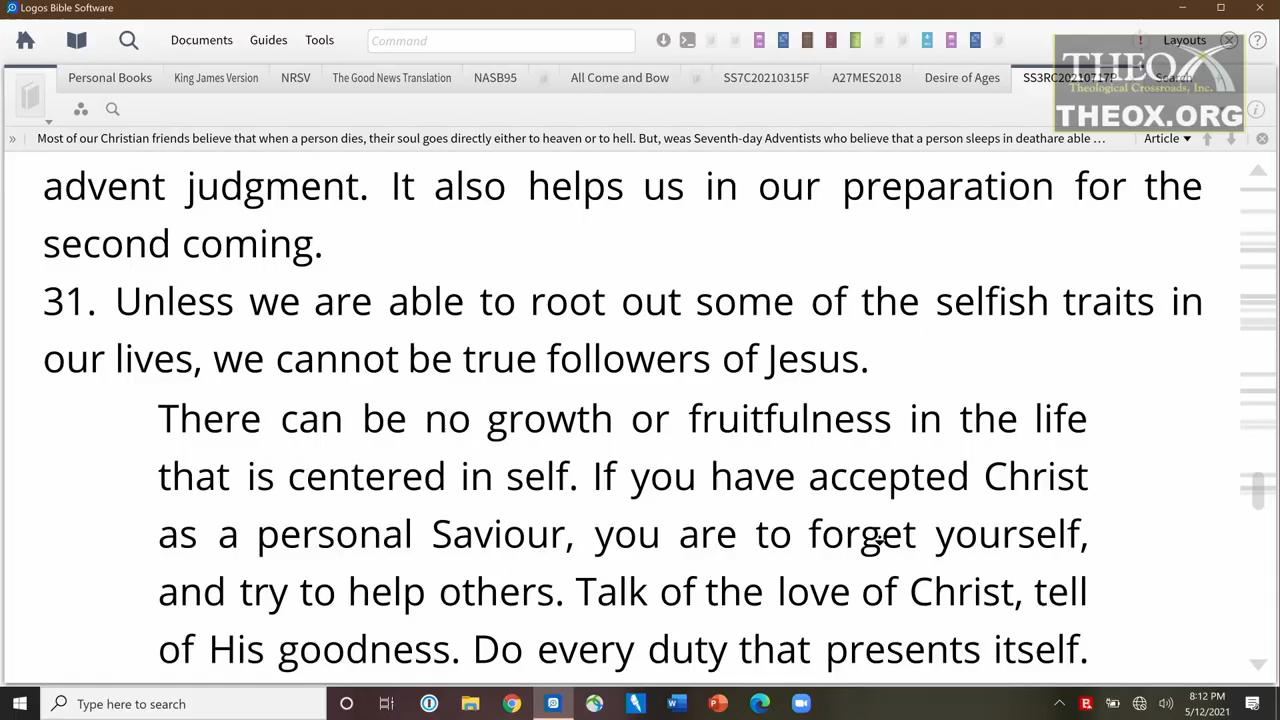 Logos Bible Software
Documents Guides Tools Command Layouts
THEOX
Theological Crossroads, Inc.
THEOX.ORG
Personal Books King James Version NRSV The Good News Translation NASB95 All Come and Bow SS7C20210315F A27MES2018 Desire of Ages SS3RC20210717P Search
» Most of our Christian friends believe that when a person dies, their soul goes directly either to heaven or to hell. But, weas Seventh-day Adventists who believe that a person sleeps in deathare able ... Article
advent judgment. It also helps us in our preparation for the
second coming.
31. Unless we are able to root out some of the selfish traits in
our lives, we cannot be true followers of Jesus.
There can be no growth or fruitfulness in the life
that is centered in self. If you have accepted Christ
as a personal Saviour, you are to forget yourself,
and try to help others. Talk of the love of Christ, tell
of His goodness. Do every duty that presents itself.
Type here to search
8:12 PM
5/12/2021